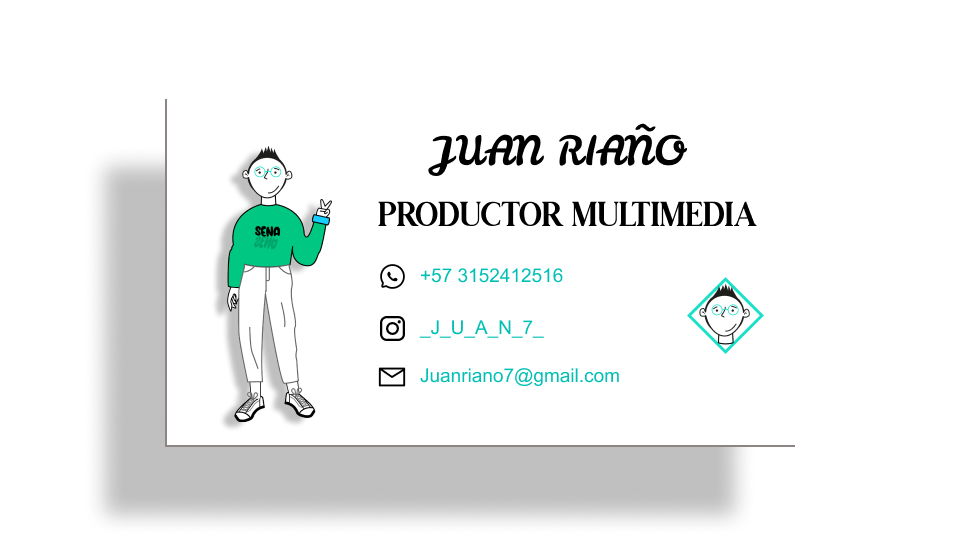 JUAN RIAÑO
PRODUCTOR MULTIMEDIA
SENA
+57 3152412516
_J_U_A_N_7_
Juanriano7@gmail.com